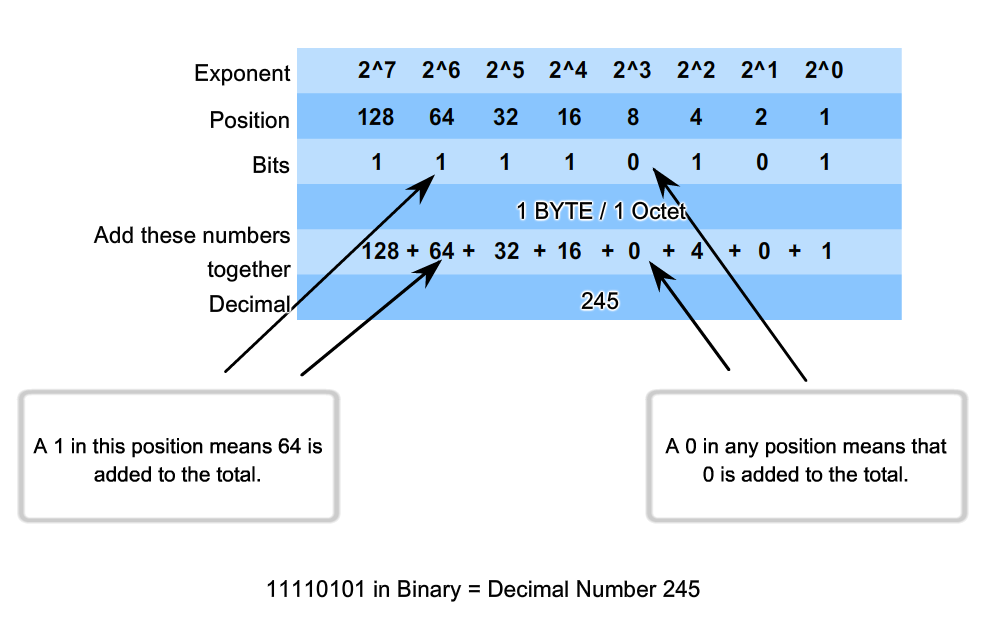 Exponent 2^7 2^6 2^5 2^4 2^3 2^2 2^1 2^0
Position 128 64 32 16 8 4 2 1
Bits 1 1 1 1 0 1 0 1
1 BYTE / 1 Octet
Add these numbers
together
128 + 64 + 32 + 16 + 0 + 4 + 0 + 1
Decimal 245
A 1 in this position means 64 is
added to the total.
A 0 in any position means that
0 is added to the total.
11110101 in Binary = Decimal Number 245